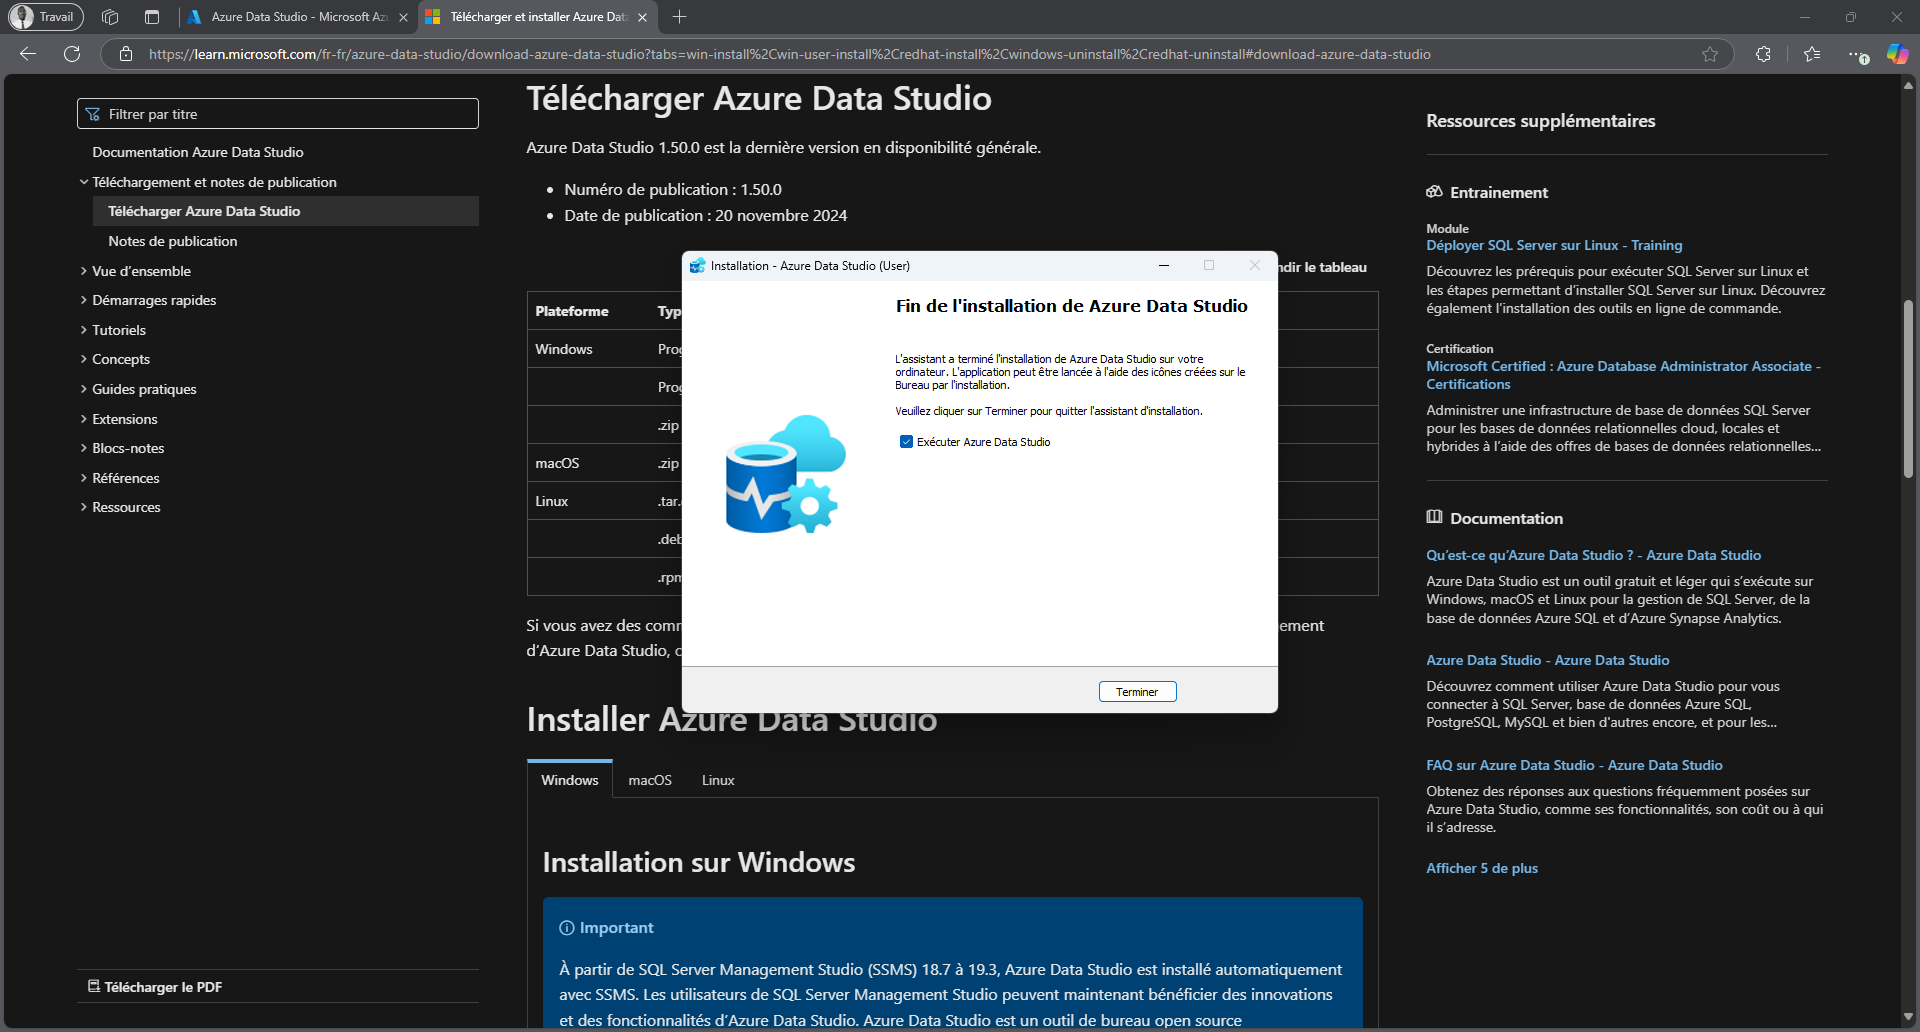 Travail
Azure Data Studio - Microsoft Az
Télécharger et installer Azure Dat
https://learn.microsoft.com/fr-fr/azure-data-studio/download-azure-data-studio?tabs=win-install%2Cwin-user-install%2Credhat-install%2Cwindows-uninstall%2Credhat-uninstall#download-azure-data-studio
Filtrer par titre
Documentation Azure Data Studio
Téléchargement et notes de publication
Télécharger Azure Data Studio
Notes de publication
Vue d’ensemble
Démarrages rapides
Tutoriels
Concepts
Guides pratiques
Extensions
Blocs-notes
Références
Ressources
Télécharger le PDF
Télécharger Azure Data Studio
Azure Data Studio 1.50.0 est la dernière version en disponibilité générale.
Numéro de publication : 1.50.0
Date de publication : 20 novembre 2024
ndir le tableau
Plateforme Typ
Windows Prog
Prog
.zip
macOS .zip
Linux .tar.
.deb
.rpm
Si vous avez des comm
ement
d’Azure Data Studio, c
Installation - Azure Data Studio (User)
Fin de l'installation de Azure Data Studio
L'assistant a terminé l'installation de Azure Data Studio sur votre
ordinateur. L'application peut être lancée à l'aide des icônes créées sur le
Bureau par l'installation.
Veuillez cliquer sur Terminer pour quitter l'assistant d'installation.
Exécuter Azure Data Studio
Terminer
Installer Azure Data Studio
Windows macOS Linux
Installation sur Windows
Important
À partir de SQL Server Management Studio (SSMS) 18.7 à 19.3, Azure Data Studio est installé automatiquement
avec SSMS. Les utilisateurs de SQL Server Management Studio peuvent maintenant bénéficier des innovations
et des fonctionnalités d’Azure Data Studio. Azure Data Studio est un outil de bureau open source
Ressources supplémentaires
Entrainement
Module
Déployer SQL Server sur Linux - Training
Découvrez les prérequis pour exécuter SQL Server sur Linux et
les étapes permettant d’installer SQL Server sur Linux. Découvrez
également l’installation des outils en ligne de commande.
Certification
Microsoft Certified : Azure Database Administrator Associate -
Certifications
Administrer une infrastructure de base de données SQL Server
pour les bases de données relationnelles cloud, locales et
hybrides à l’aide des offres de bases de données relationnelles...
Documentation
Qu’est-ce qu’Azure Data Studio ? - Azure Data Studio
Azure Data Studio est un outil gratuit et léger qui s’exécute sur
Windows, macOS et Linux pour la gestion de SQL Server, de la
base de données Azure SQL et d’Azure Synapse Analytics.
Azure Data Studio - Azure Data Studio
Découvrez comment utiliser Azure Data Studio pour vous
connecter à SQL Server, base de données Azure SQL,
PostgreSQL, MySQL et bien d'autres encore, et pour les...
FAQ sur Azure Data Studio - Azure Data Studio
Obtenez des réponses aux questions fréquemment posées sur
Azure Data Studio, comme ses fonctionnalités, son coût ou à qui
il s’adresse.
Afficher 5 de plus